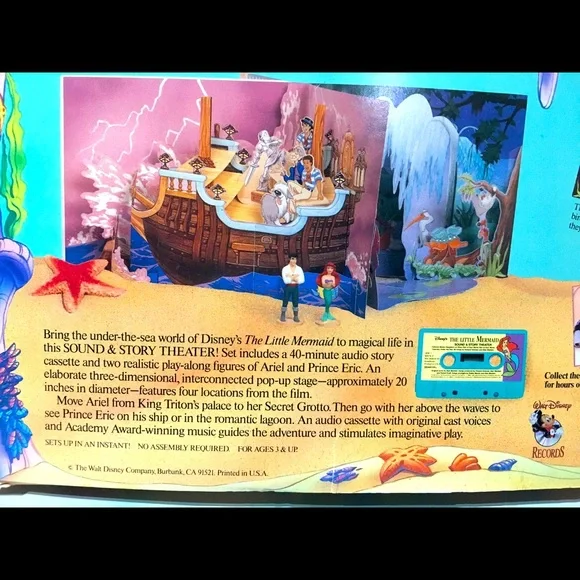 Bring the under-the-sea world of Disney's The Little Mermaid to magical life in
this SOUND & STORY THEATER! Set includes a 40-minute audio story
cassette and two realistic play-along figures of Ariel and Prince Eric. An
elaborate three-dimensional, interconnected pop-up stage—approximately 20
inches in diameter—features four locations from the film.
Move Ariel from King Triton's palace to her Secret Grotto. Then go with her above the waves to
see Prince Eric on his ship or in the romantic lagoon. An audio cassette with original cast voices
and Academy Award-winning music guides the adventure and stimulates imaginative play.
SETS UP IN AN INSTANT! NO ASSEMBLY REQUIRED. FOR AGES 3 & UP.
© The Walt Disney Company, Burbank, CA 91521. Printed in U.S.A.
Disney's THE LITTLE MERMAID
SOUND & STORY THEATER
Collect the
for hours o
Walt Disney
RECORDS